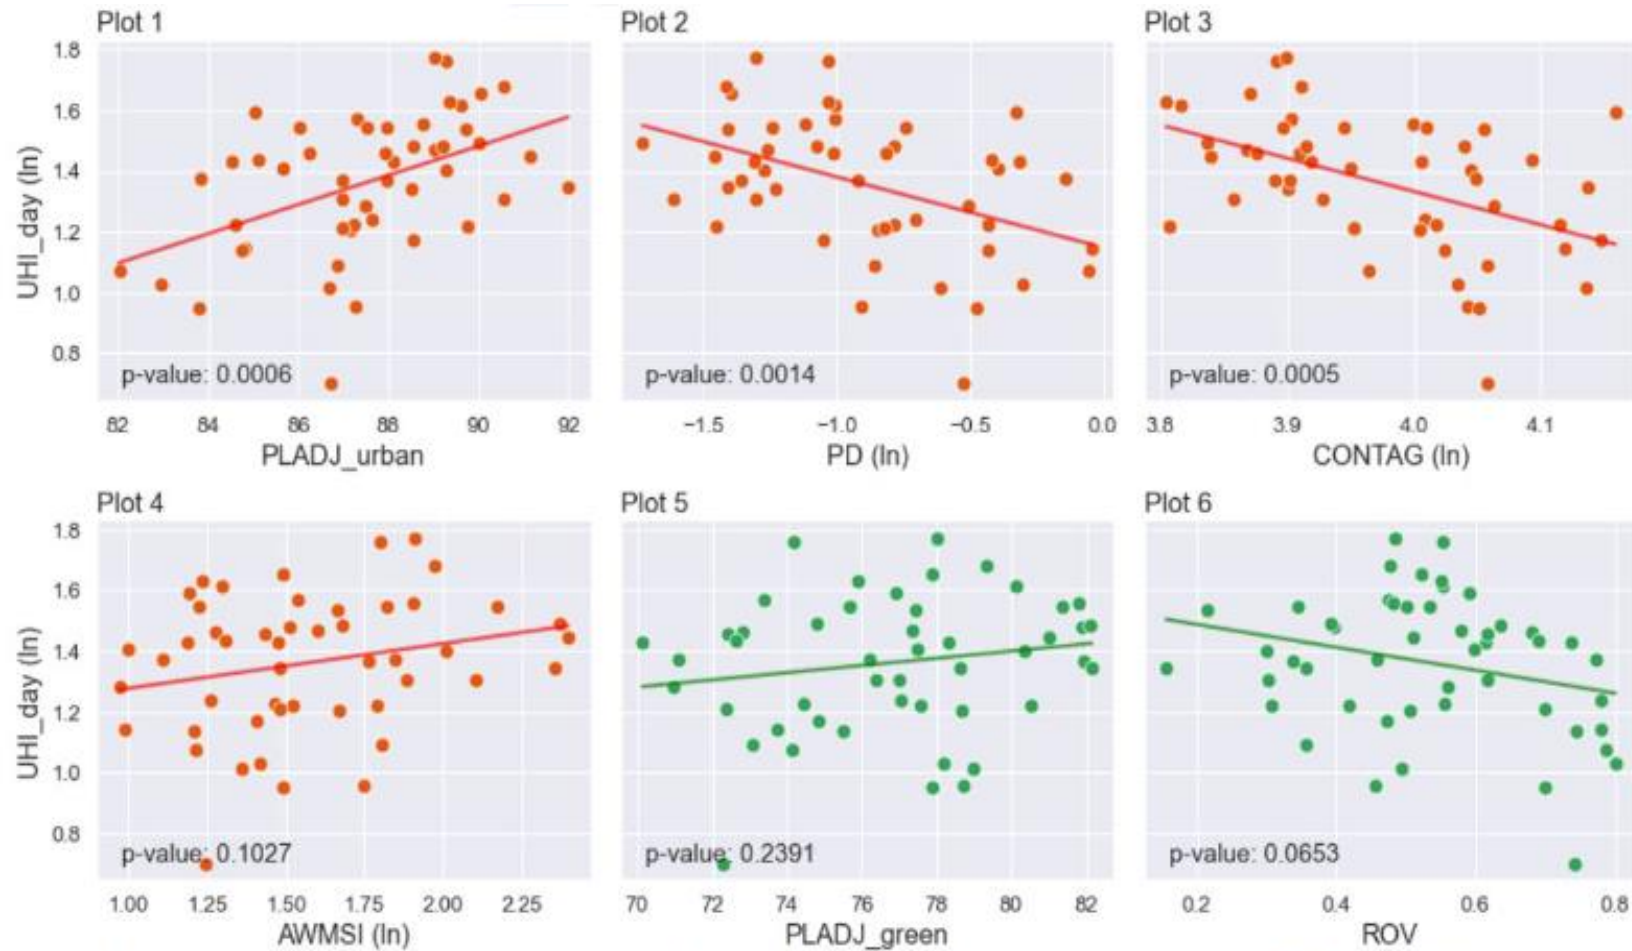 Plot 1
Plot 2
Plot 3
UHI_day (ln)
1.8
1.6
1.4
1.2
1.0
0.8
p-value: 0.0006
p-value: 0.0014
p-value: 0.0005
82 84 86 88 90 92
−1.5 −1.0 −0.5 0.0
3.8 3.9 4.0 4.1
PLADJ_urban
PD (ln)
CONTAG (ln)
Plot 4
Plot 5
Plot 6
UHI_day (ln)
1.8
1.6
1.4
1.2
1.0
0.8
p-value: 0.1027
p-value: 0.2391
p-value: 0.0653
1.00 1.25 1.50 1.75 2.00 2.25
70 72 74 76 78 80 82
0.2 0.4 0.6 0.8
AWMSI (ln)
PLADJ_green
ROV